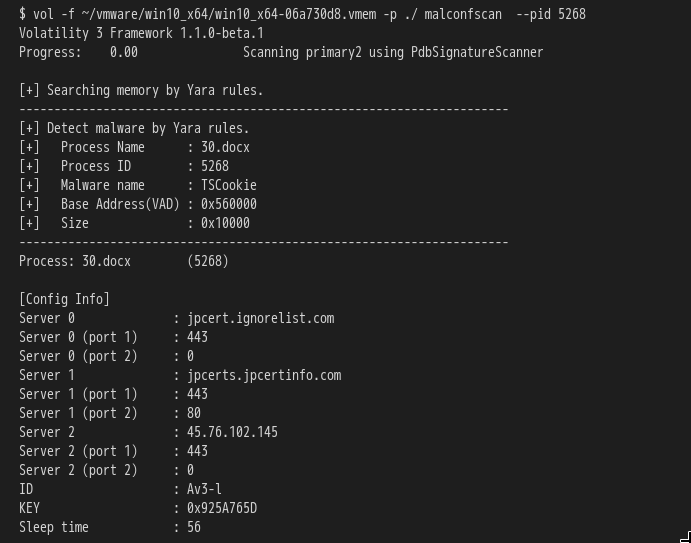 $ vol -f ~/vmware/win10_x64/win10_x64-06a730d8.vmem -p ./ malconfscan  --pid 5268
Volatility 3 Framework 1.1.0-beta.1
Progress:    0.00               Scanning primary2 using PdbSignatureScanner
[+] Searching memory by Yara rules.
----------------------------------------------------------------------
[+] Detect malware by Yara rules.
[+]   Process Name      : 30.docx
[+]   Process ID        : 5268
[+]   Malware name      : TSCookie
[+]   Base Address(VAD) : 0x560000
[+]   Size              : 0x10000
----------------------------------------------------------------------
Process: 30.docx        (5268)
[Config Info]
Server 0                : jpcert.ignorelist.com
Server 0 (port 1)       : 443
Server 0 (port 2)       : 0
Server 1                : jpcerts.jpcertinfo.com
Server 1 (port 1)       : 443
Server 1 (port 2)       : 80
Server 2                : 45.76.102.145
Server 2 (port 1)       : 443
Server 2 (port 2)       : 0
ID                      : Av3-l
KEY                     : 0x925A765D
Sleep time              : 56